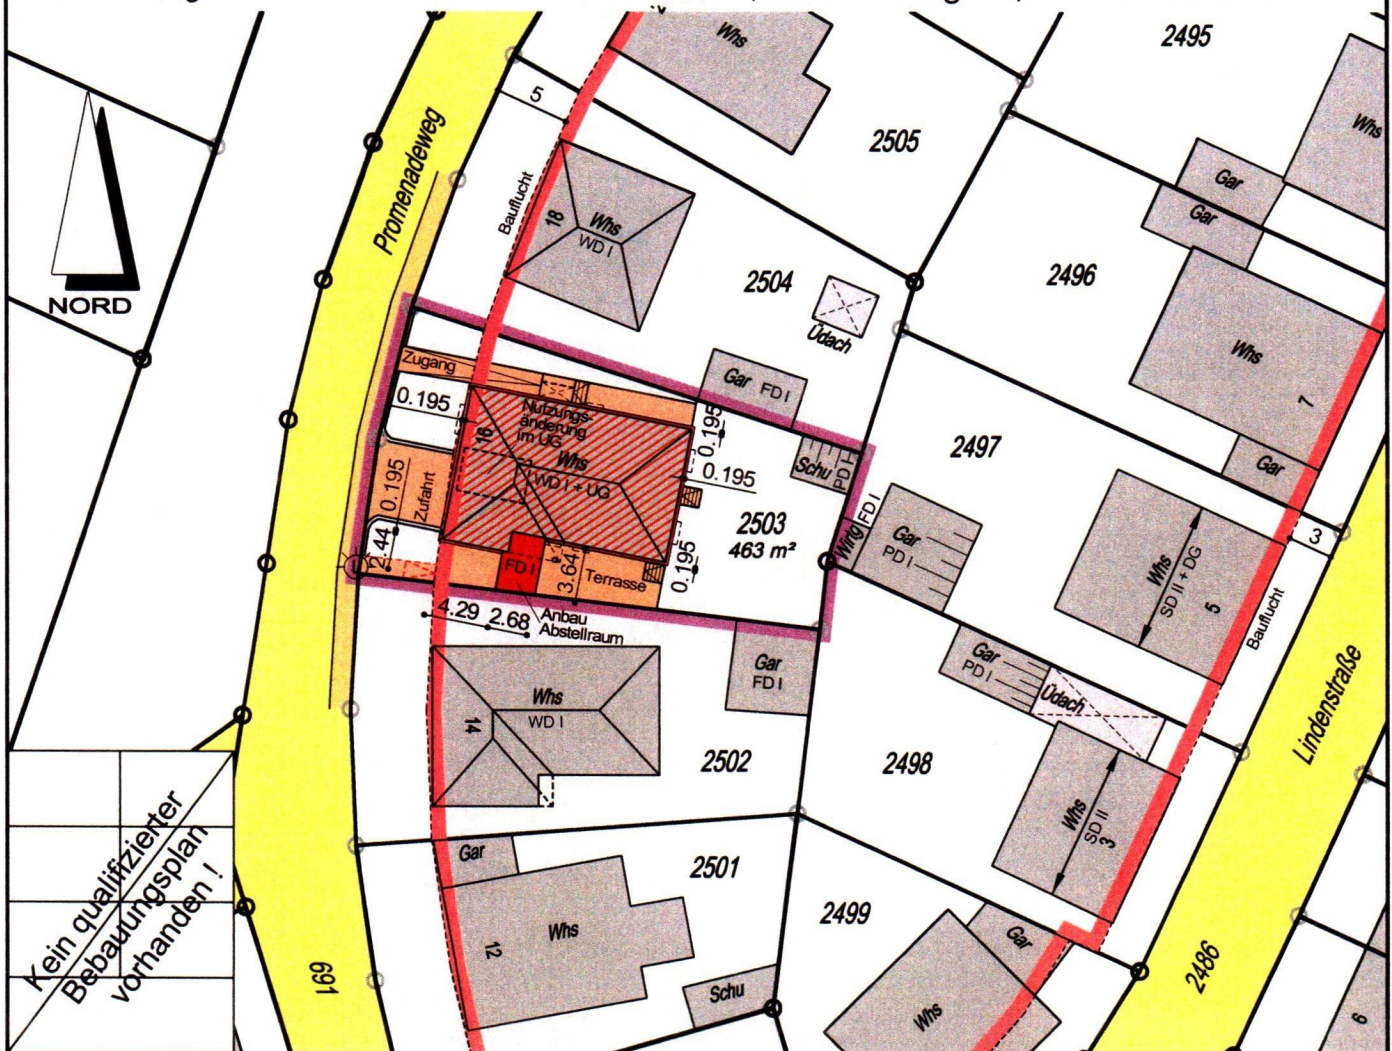 Whs
2495
5
2505
Whs
Gar
Gar
Promenadeweg
Bauflucht
18
Whs
WD I
2504
2496
NORD
Üdach
Whs
7
Zugang
Gar FD I
0.195
Nutzungs-
änderung
im UG
16
Whs
WD I + UG
0.195
Schu
PD I
2497
Gar
0.195
0.195
Zufahrt
2503
463 m²
FD I
Wing
Gar
PD I
3
2.44
FD I
3.64
Terrasse
0.195
Whs
SD II + DG
5
Bauflucht
4.29 2.68
Anbau
Abstellraum
Gar
FD I
Gar
PD I
Üdach
Whs
WD I
14
Lindenstraße
2502
2498
Whs
SD II
3
Kein qualifizierter
Bebauungsplan
vorhanden !
Gar
2501
2499
Whs
12
Gar
691
Schu
2486
Whs
6